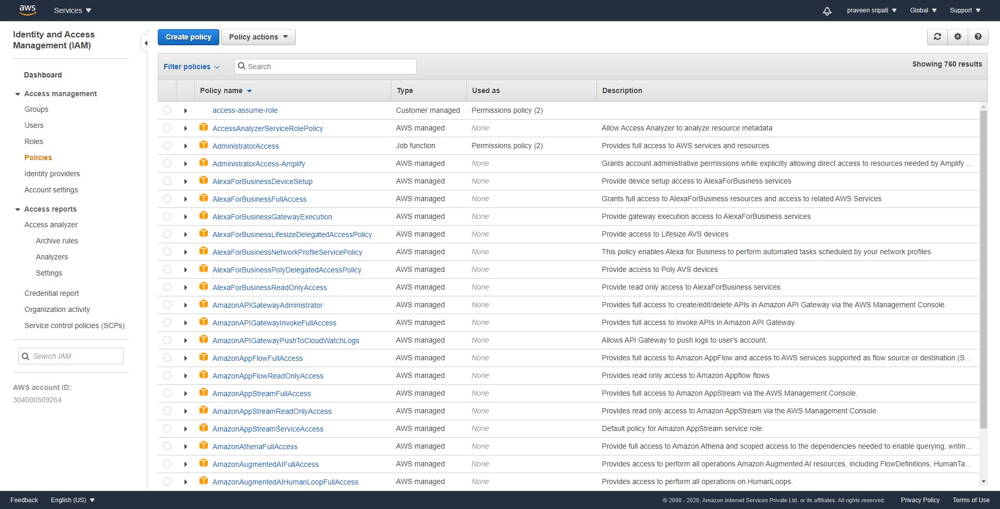 aws
Services
praveen sripati
Global
Support
Identity and Access
Management (IAM)
Dashboard
Access management
Groups
Users
Roles
Policies
Identity providers
Account settings
Access reports
Access analyzer
Archive rules
Analyzers
Settings
Credential report
Organization activity
Service control policies (SCPs)
Search IAM
AWS account ID:
304000509264
Create policy
Policy actions
Filter policies
Search
Showing 760 results
Policy name Type Used as Description
access-assume-role Customer managed Permissions policy (2)
AccessAnalyzerServiceRolePolicy AWS managed None Allow Access Analyzer to analyze resource metadata
AdministratorAccess Job function Permissions policy (2) Provides full access to AWS services and resources.
AdministratorAccess-Amplify AWS managed None Grants account administrative permissions while explicitly allowing direct access to resources needed by Amplify ...
AlexaForBusinessDeviceSetup AWS managed None Provide device setup access to AlexaForBusiness services
AlexaForBusinessFullAccess AWS managed None Grants full access to AlexaForBusiness resources and access to related AWS Services
AlexaForBusinessGatewayExecution AWS managed None Provide gateway execution access to AlexaForBusiness services
AlexaForBusinessLifesizeDelegatedAccessPolicy AWS managed None Provide access to Lifesize AVS devices
AlexaForBusinessNetworkProfileServicePolicy AWS managed None This policy enables Alexa for Business to perform automated tasks scheduled by your network profiles.
AlexaForBusinessPolyDelegatedAccessPolicy AWS managed None Provide access to Poly AVS devices
AlexaForBusinessReadOnlyAccess AWS managed None Provide read only access to AlexaForBusiness services
AmazonAPIGatewayAdministrator AWS managed None Provides full access to create/edit/delete APIs in Amazon API Gateway via the AWS Management Console.
AmazonAPIGatewayInvokeFullAccess AWS managed None Provides full access to invoke APIs in Amazon API Gateway.
AmazonAPIGatewayPushToCloudWatchLogs AWS managed None Allows API Gateway to push logs to user's account.
AmazonAppFlowFullAccess AWS managed None Provides full access to Amazon AppFlow and access to AWS services supported as flow source or destination (S...
AmazonAppFlowReadOnlyAccess AWS managed None Provides read only access to Amazon Appflow flows
AmazonAppStreamFullAccess AWS managed None Provides full access to Amazon AppStream via the AWS Management Console.
AmazonAppStreamReadOnlyAccess AWS managed None Provides read only access to Amazon AppStream via the AWS Management Console.
AmazonAppStreamServiceAccess AWS managed None Default policy for Amazon AppStream service role.
AmazonAthenaFullAccess AWS managed None Provide full access to Amazon Athena and scoped access to the dependencies needed to enable querying, writin...
AmazonAugmentedAIFullAccess AWS managed None Provides access to perform all operations Amazon Augmented AI resources, including FlowDefinitions, HumanTa...
AmazonAugmentedAIHumanLoopFullAccess AWS managed None Provides access to perform all operations on HumanLoops.
Feedback
English (US)
© 2008 - 2020, Amazon Internet Services Private Ltd. or its affiliates. All rights reserved.
Privacy Policy
Terms of Use